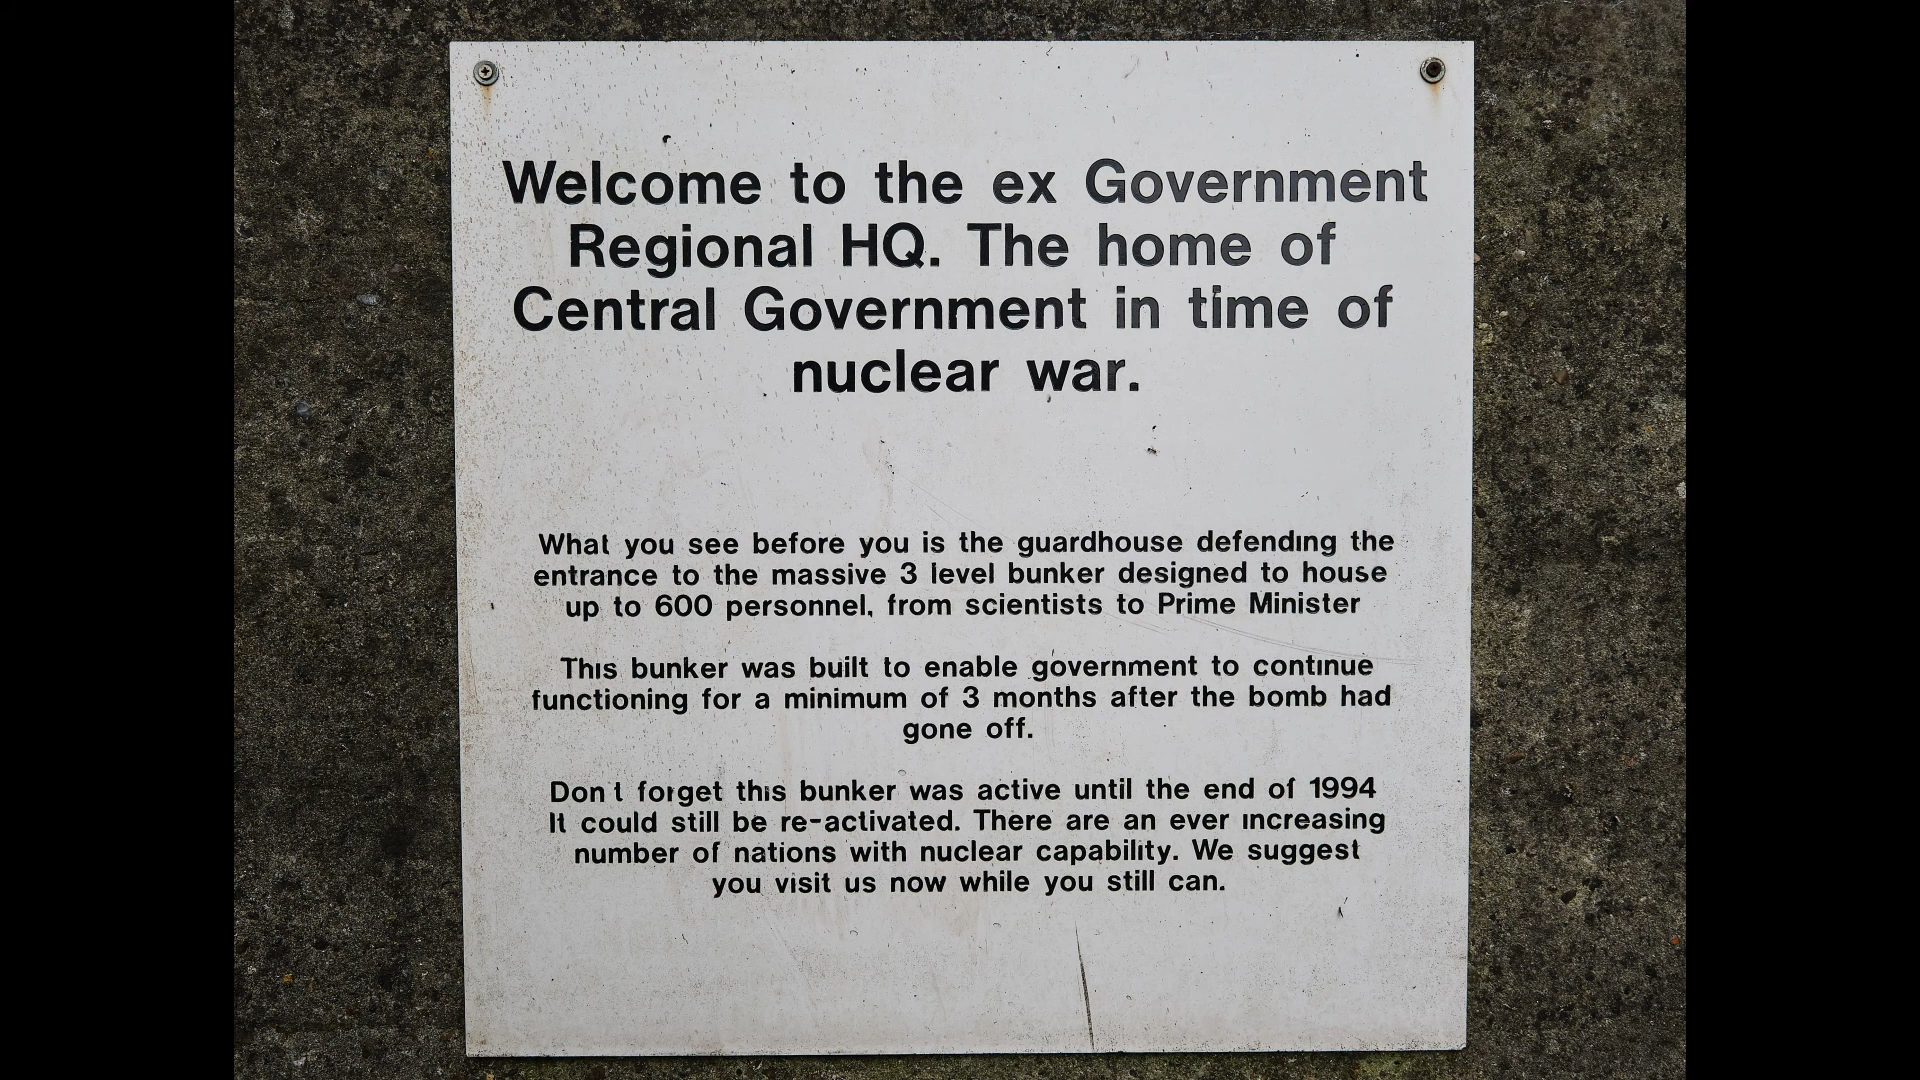 Welcome to the ex Government
Regional HQ. The home of
Central Government in time of
nuclear war.
What you see before you is the guardhouse defending the
entrance to the massive 3 level bunker designed to house
up to 600 personnel, from scientists to Prime Minister
This bunker was built to enable government to continue
functioning for a minimum of 3 months after the bomb had
gone off.
Don't forget this bunker was active until the end of 1994
It could still be re-activated. There are an ever increasing
number of nations with nuclear capability. We suggest
you visit us now while you still can.